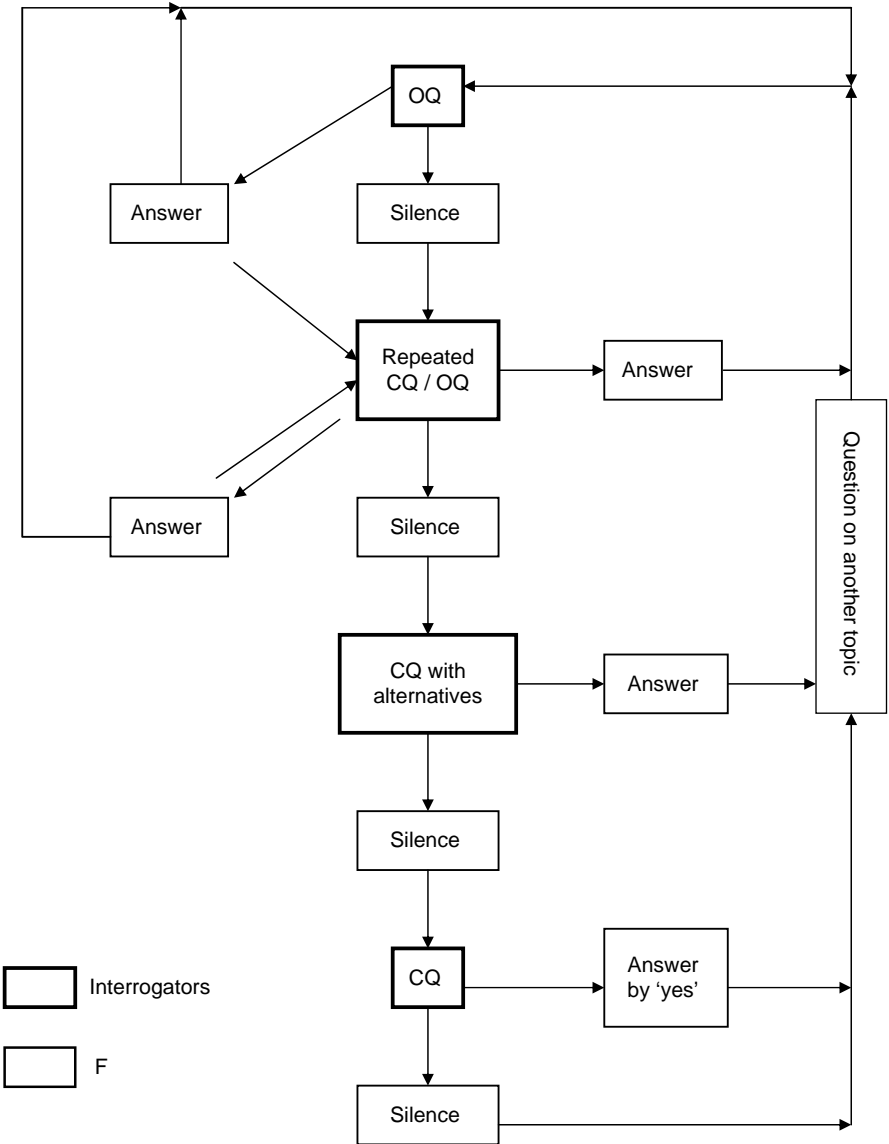 OQ
Answer
Silence
Repeated
CQ / OQ
Answer
Answer
Silence
Question on another topic
CQ with
alternatives
Answer
Silence
CQ
Answer
by ‘yes’
Interrogators
F
Silence